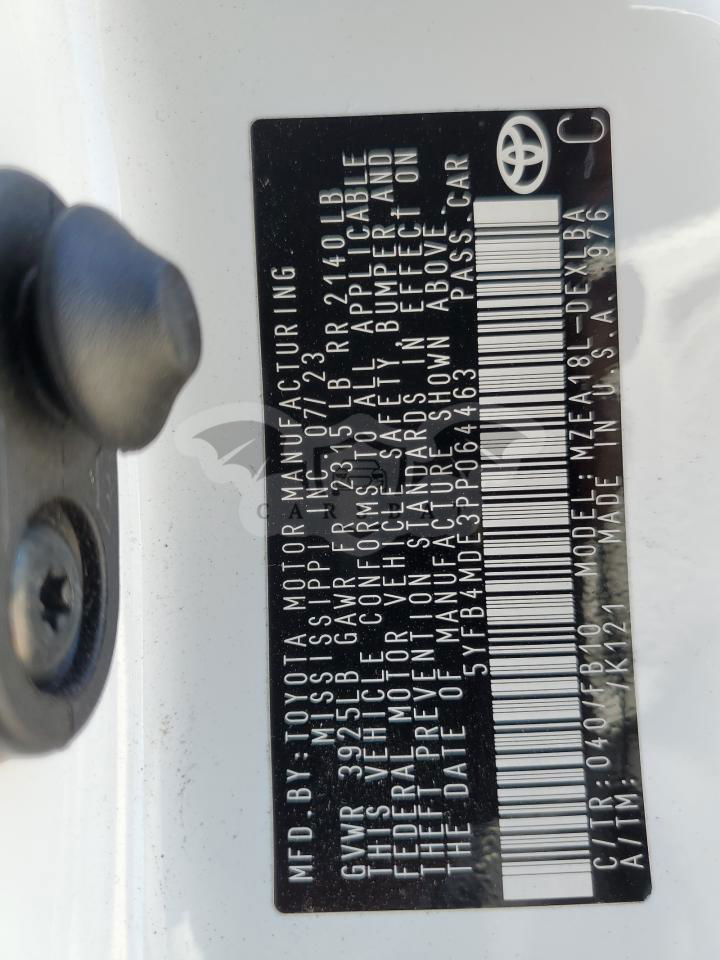 MFD.BY:TOYOTA MOTOR MANUFACTURING
MISSISSIPPI INC 07/23
GVWR 3925LB GAWR FR 2315LB RR 2140LB
THIS VEHICLE CONFORMS TO ALL APPLICABLE
FEDERAL MOTOR VEHICLE SAFETY, BUMPER AND
THEFT PREVENTION STANDARDS IN EFFECT ON
THE DATE OF MANUFACTURE SHOWN ABOVE.
5YFB4MDE3PP064463 PASS.CAR
C/TR: 040/FB10 MODEL: MZEA18L-DEXLBA
A/TM: /K121 MADE IN U.S.A. 976 C
CAR BAT